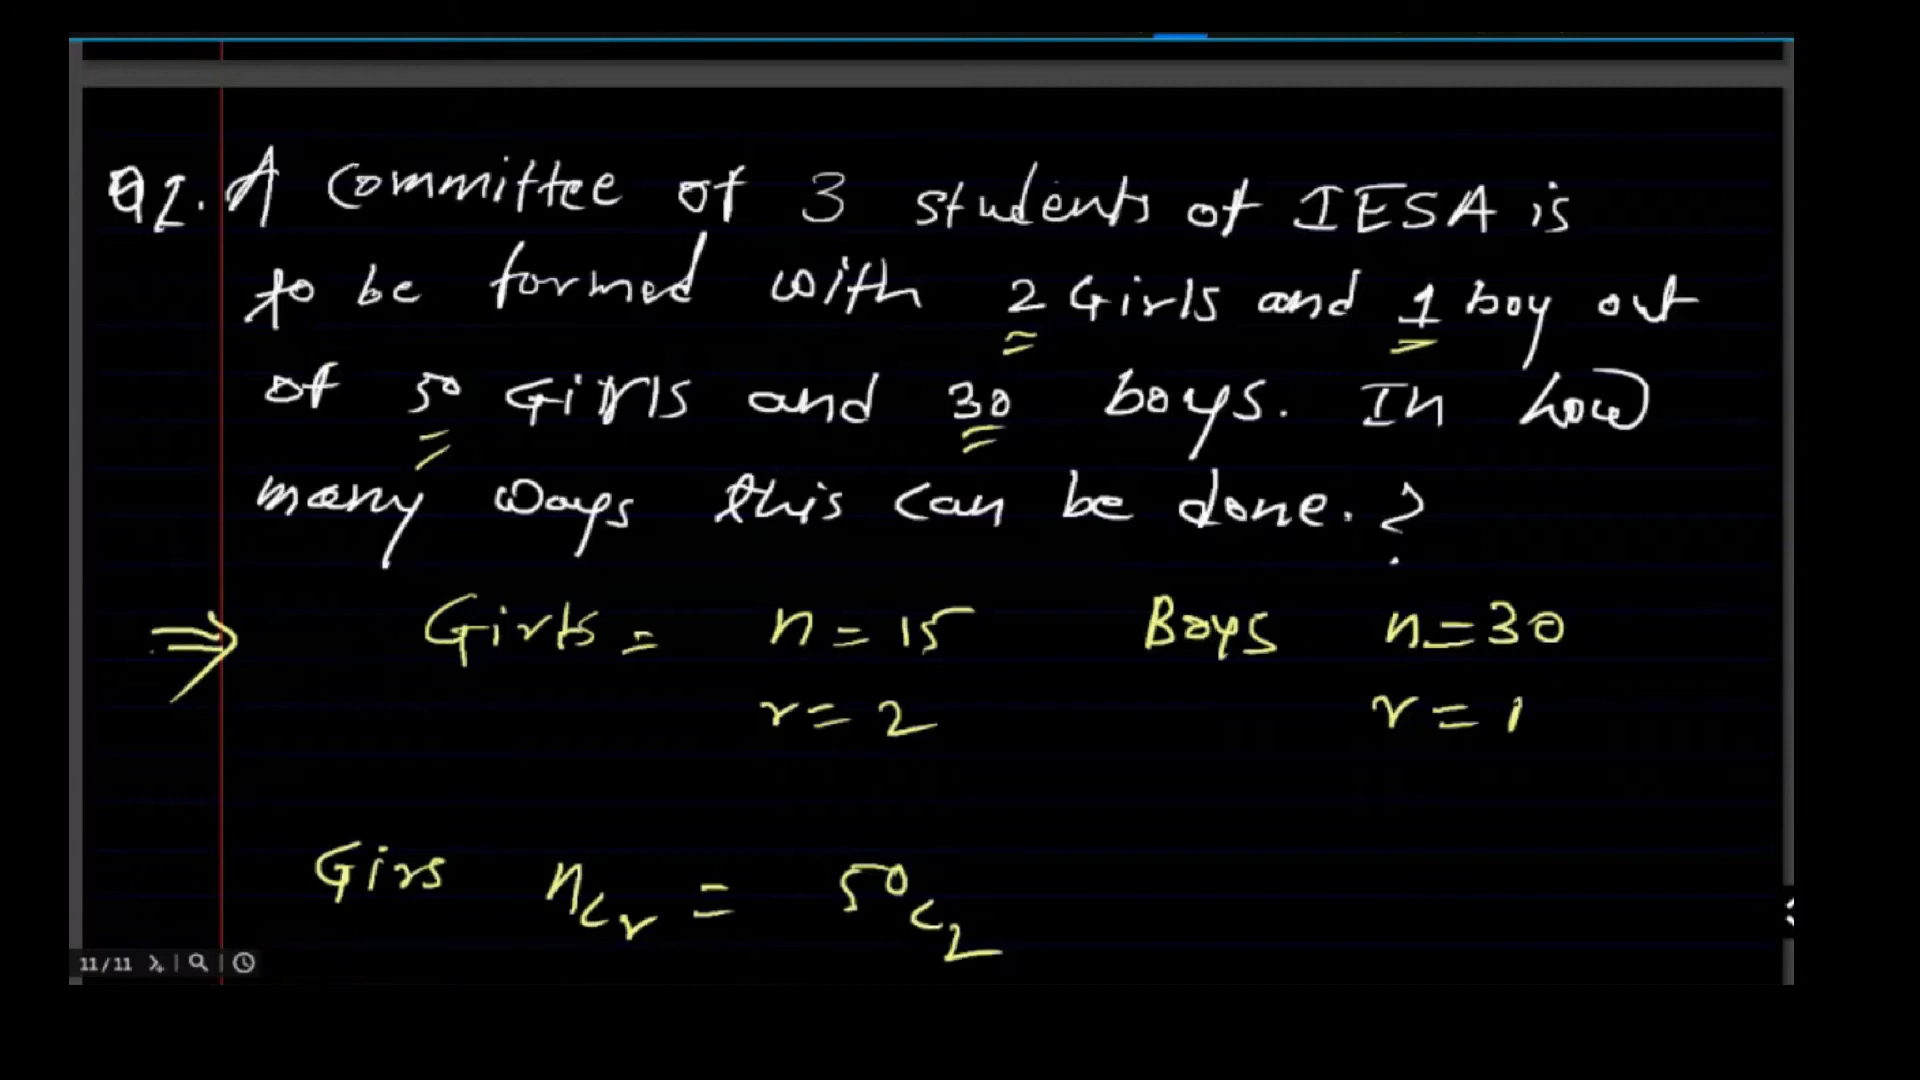 Q2. A Committee of 3 students of IESA is
to be formed with 2 Girls and 1 boy out
of 50 Girls and 30 boys. In how
many ways this can be done. ?
⇒ Girls = n = 15 Boys n = 30
r = 2 r = 1
Girs nCr = 50C2
11/11